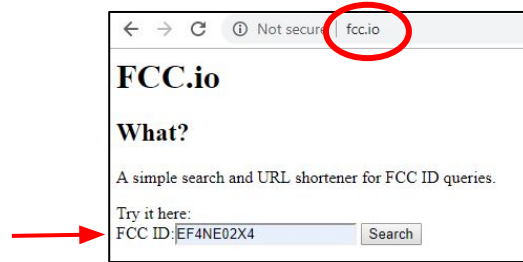 Not secure | fcc.io
FCC.io
What?
A simple search and URL shortener for FCC ID queries.
Try it here:
FCC ID: EF4NE02X4 Search